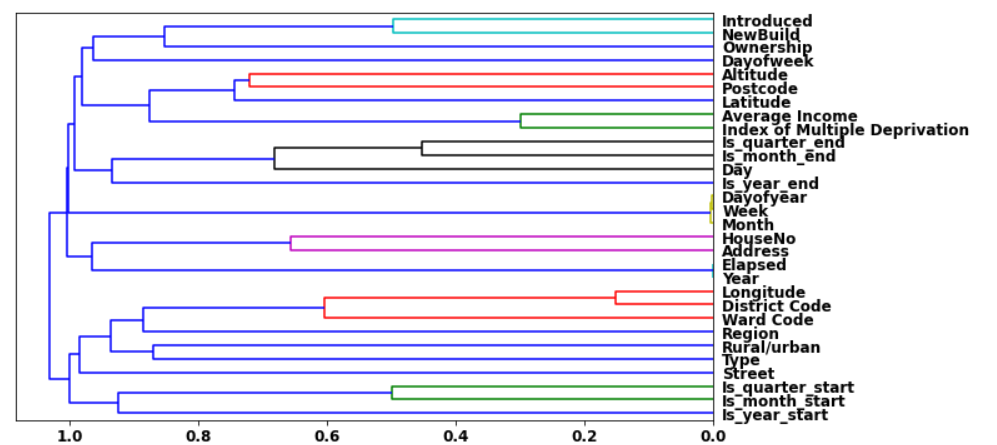 Introduced
NewBuild
Ownership
Dayofweek
Altitude
Postcode
Latitude
Average Income
Index of Multiple Deprivation
Is_quarter_end
Is_month_end
Day
Is_year_end
Dayofyear
Week
Month
HouseNo
Address
Elapsed
Year
Longitude
District Code
Ward Code
Region
Rural/urban
Type
Street
Is_quarter_start
Is_month_start
Is_year_start
1.0 0.8 0.6 0.4 0.2 0.0